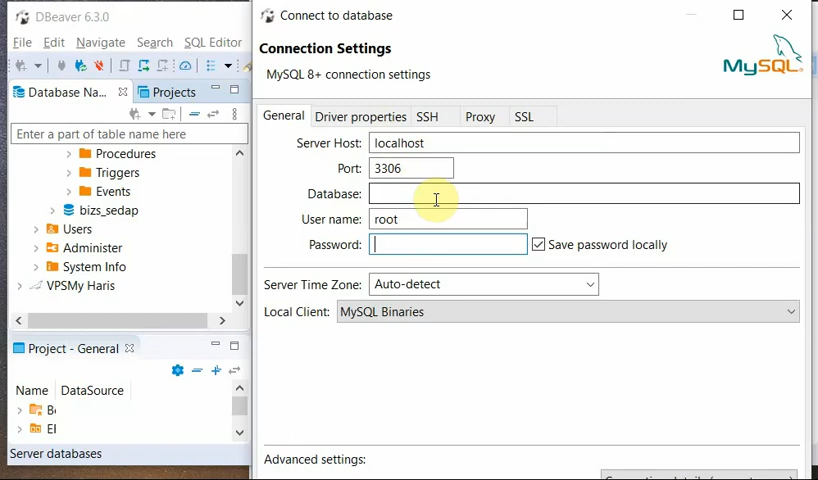 DBeaver 6.3.0
File Edit Navigate Search SQL Editor
Database Na... Projects
Enter a part of table name here
Procedures
Triggers
Events
bizs_sedap
Users
Administer
System Info
VPSMy Haris
Project - General
Name DataSource
Server databases
Connect to database
Connection Settings
MySQL 8+ connection settings
MySQL
General Driver properties SSH Proxy SSL
Server Host: localhost
Port: 3306
Database:
User name: root
Password: Save password locally
Server Time Zone: Auto-detect
Local Client: MySQL Binaries
Advanced settings: